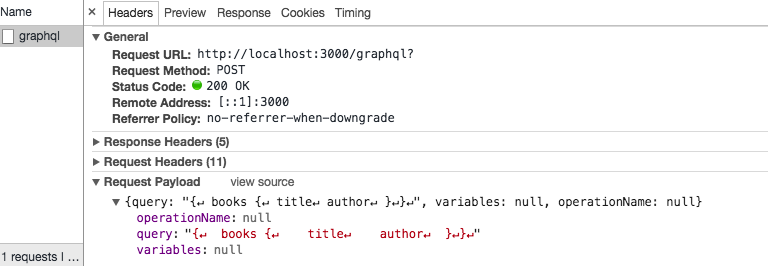 Name
× Headers Preview Response Cookies Timing
graphql
▼ General
Request URL: http://localhost:3000/graphql?
Request Method: POST
Status Code: 200 OK
Remote Address: [::1]:3000
Referrer Policy: no-referrer-when-downgrade
▶ Response Headers (5)
▶ Request Headers (11)
▼ Request Payload view source
▼ {query: "{↵ books {↵ title↵ author↵ }↵}↵", variables: null, operationName: null}
operationName: null
query: "{↵  books {↵    title↵    author↵  }↵}↵"
variables: null
1 requests | ...